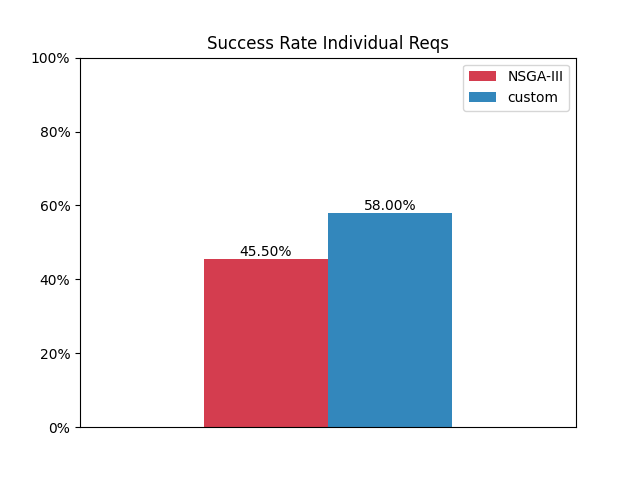 Success Rate Individual Reqs
100%
80%
60%
40%
20%
0%
45.50%
58.00%
NSGA-III
custom